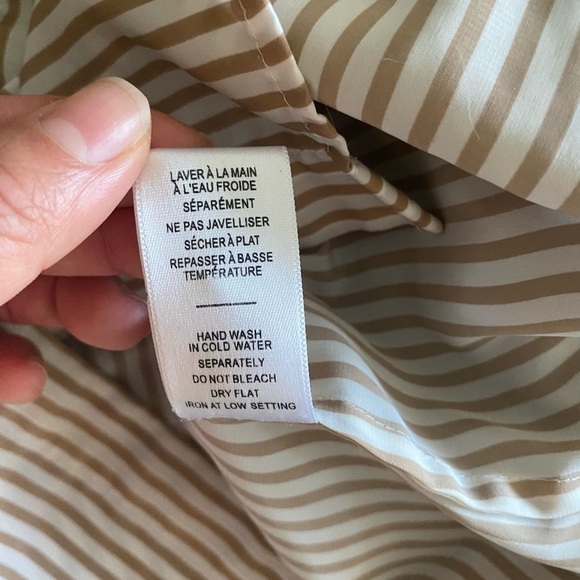 LAVER À LA MAIN
À L'EAU FROIDE
SÉPARÉMENT
NE PAS JAVELLISER
SÉCHER À PLAT
REPASSER À BASSE
TEMPÉRATURE
HAND WASH
IN COLD WATER
SEPARATELY
DO NOT BLEACH
DRY FLAT
IRON AT LOW SETTING